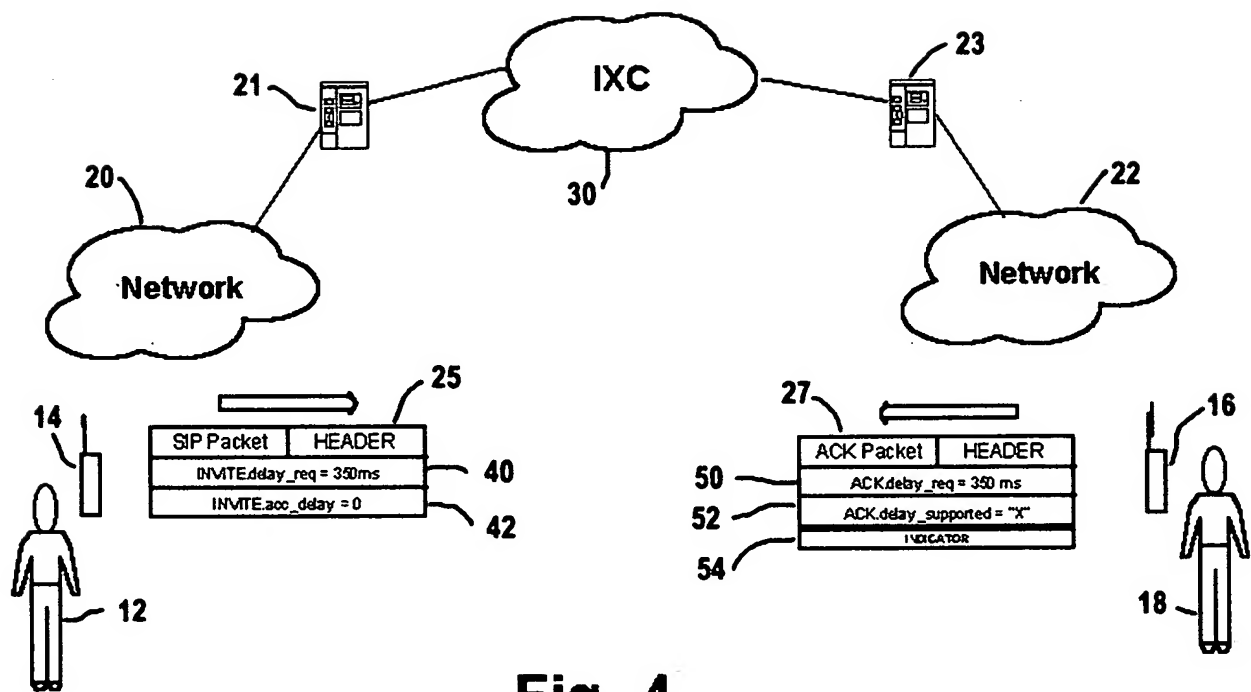 IXC
21
23
30
20
22
Network
Network
25
14
SIP Packet HEADER
INVITE.delay_req = 350ms
40
INVITE.acc_delay = 0
42
12
27
16
ACK Packet HEADER
50
ACK.delay_req = 350 ms
52
ACK.delay_supported = "X"
54
INDICATOR
18
Fig. 4